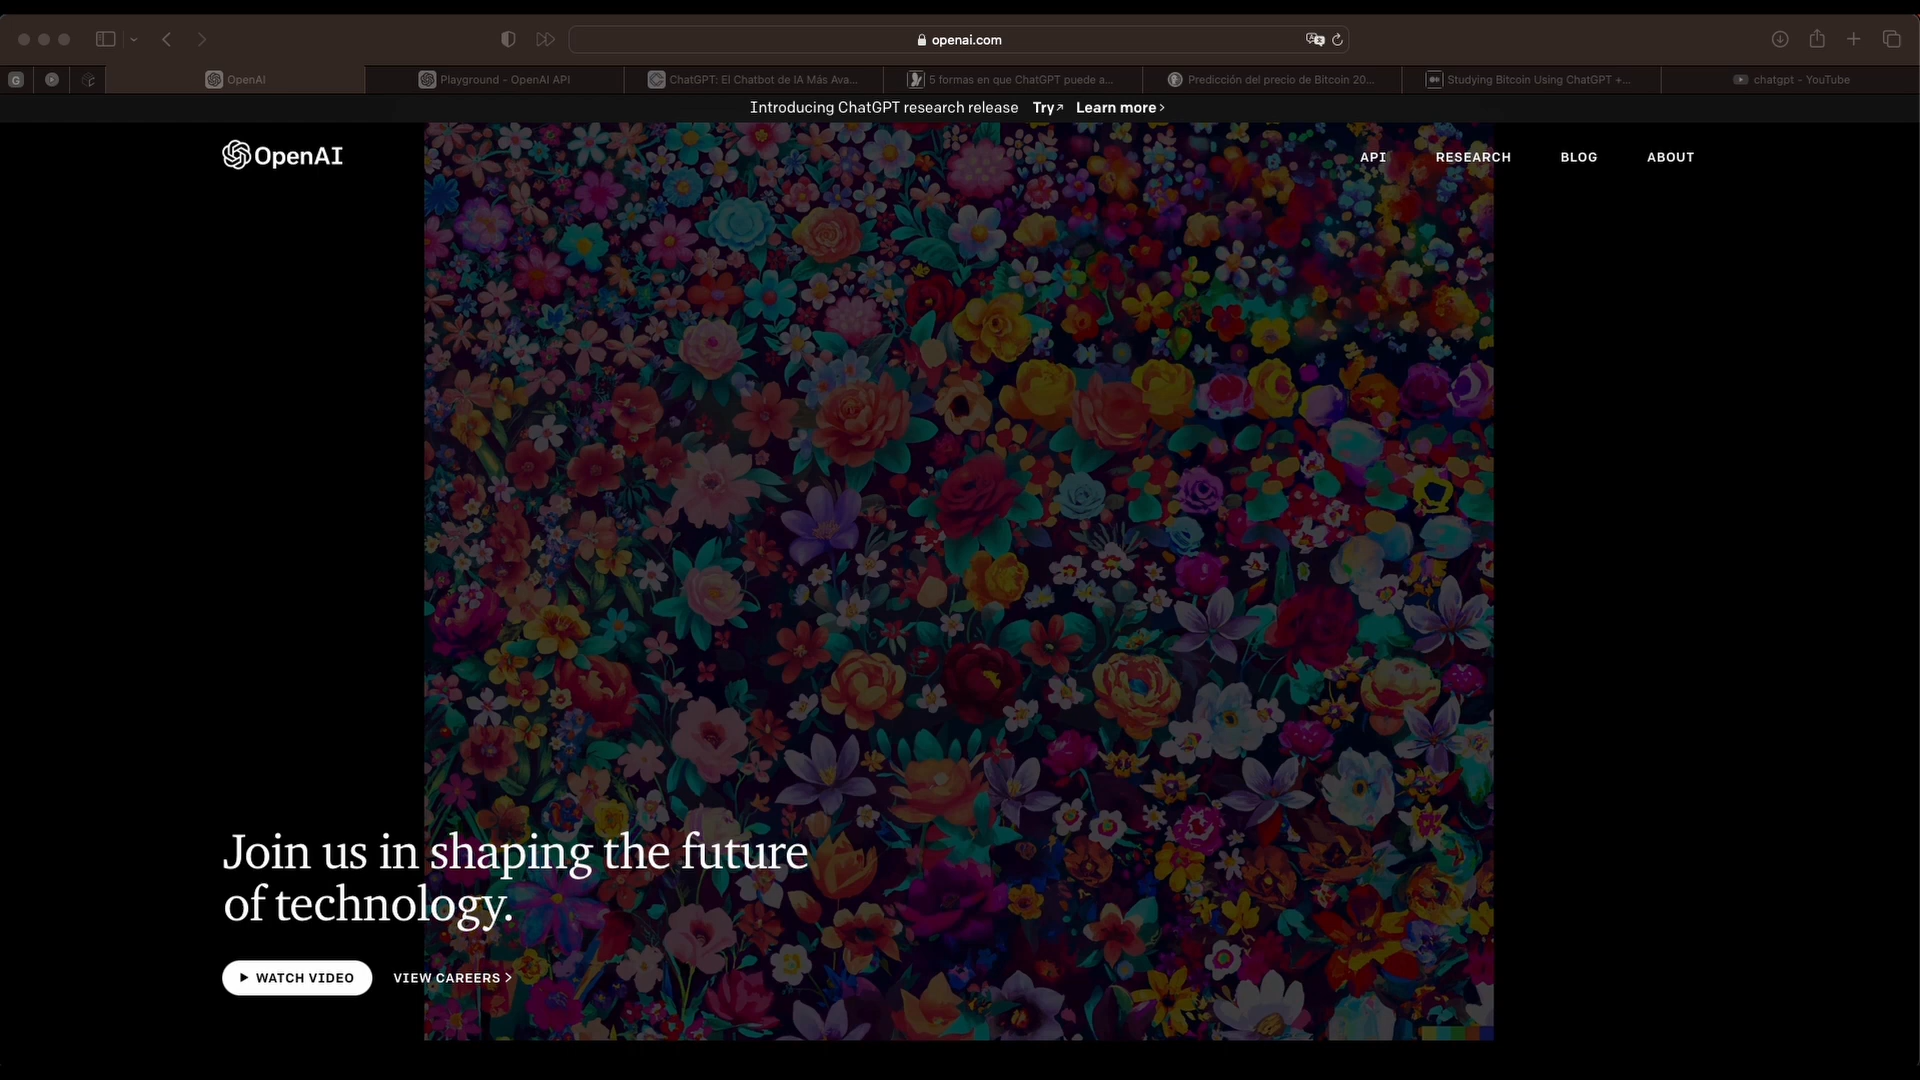 openai.com
G
OpenAI
Playground - OpenAI API
ChatGPT: El Chatbot de IA Más Ava...
5 formas en que ChatGPT puede a...
Predicción del precio de Bitcoin 20...
Studying Bitcoin Using ChatGPT +...
chatgpt - YouTube
Introducing ChatGPT research release Try↗ Learn more>
OpenAI
API
RESEARCH
BLOG
ABOUT
Join us in shaping the future
of technology.
WATCH VIDEO
VIEW CAREERS >